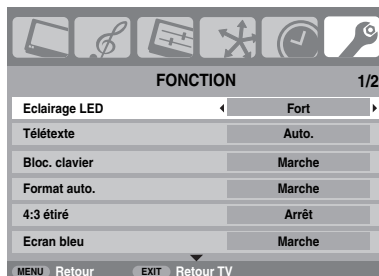 FONCTION 1/2
Eclairage LED Fort
Télétexte Auto.
Bloc. clavier Marche
Format auto. Marche
4:3 étiré Arrêt
Ecran bleu Marche
MENU Retour EXIT Retour TV